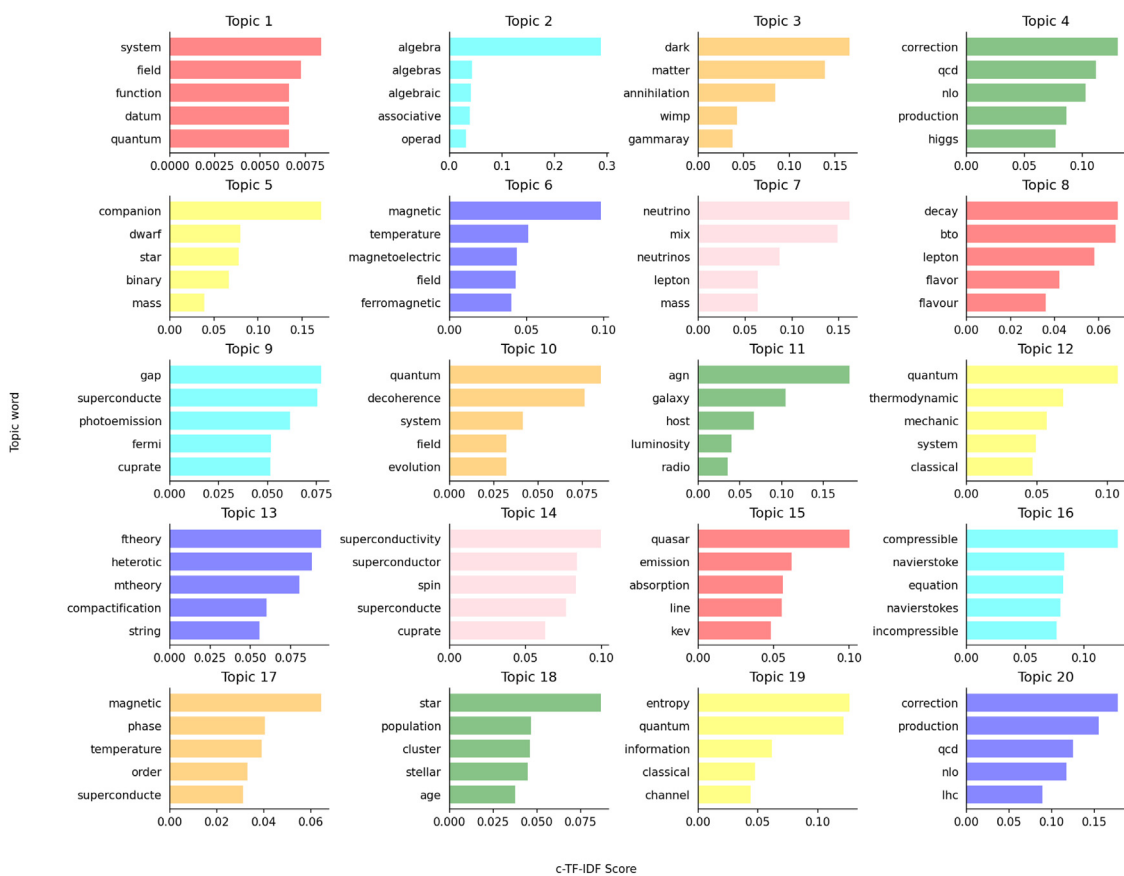 Topic 1
system
field
function
datum
quantum
0.0000 0.0025 0.0050 0.0075
Topic 2
algebra
algebras
algebraic
associative
operad
0.0 0.1 0.2 0.3
Topic 3
dark
matter
annihilation
wimp
gammaray
0.00 0.05 0.10 0.15
Topic 4
correction
qcd
nlo
production
higgs
0.00 0.05 0.10
Topic 5
companion
dwarf
star
binary
mass
0.00 0.05 0.10 0.15
Topic 6
magnetic
temperature
magnetoelectric
field
ferromagnetic
0.00 0.05 0.10
Topic 7
neutrino
mix
neutrinos
lepton
mass
0.00 0.05 0.10 0.15
Topic 8
decay
bto
lepton
flavor
flavour
0.00 0.02 0.04 0.06
Topic word
Topic 9
gap
superconducte
photoemission
fermi
cuprate
0.000 0.025 0.050 0.075
Topic 10
quantum
decoherence
system
field
evolution
0.000 0.025 0.050 0.075
Topic 11
agn
galaxy
host
luminosity
radio
0.00 0.05 0.10 0.15
Topic 12
quantum
thermodynamic
mechanic
system
classical
0.00 0.05 0.10
Topic 13
ftheory
heterotic
mtheory
compactification
string
0.000 0.025 0.050 0.075
Topic 14
superconductivity
superconductor
spin
superconducte
cuprate
0.00 0.05 0.10
Topic 15
quasar
emission
absorption
line
kev
0.00 0.05 0.10
Topic 16
compressible
navierstoke
equation
navierstokes
incompressible
0.00 0.05 0.10
Topic 17
magnetic
phase
temperature
order
superconducte
0.00 0.02 0.04 0.06
Topic 18
star
population
cluster
stellar
age
0.000 0.025 0.050 0.075
Topic 19
entropy
quantum
information
classical
channel
0.00 0.05 0.10
Topic 20
correction
production
qcd
nlo
lhc
0.00 0.05 0.10 0.15
c-TF-IDF Score